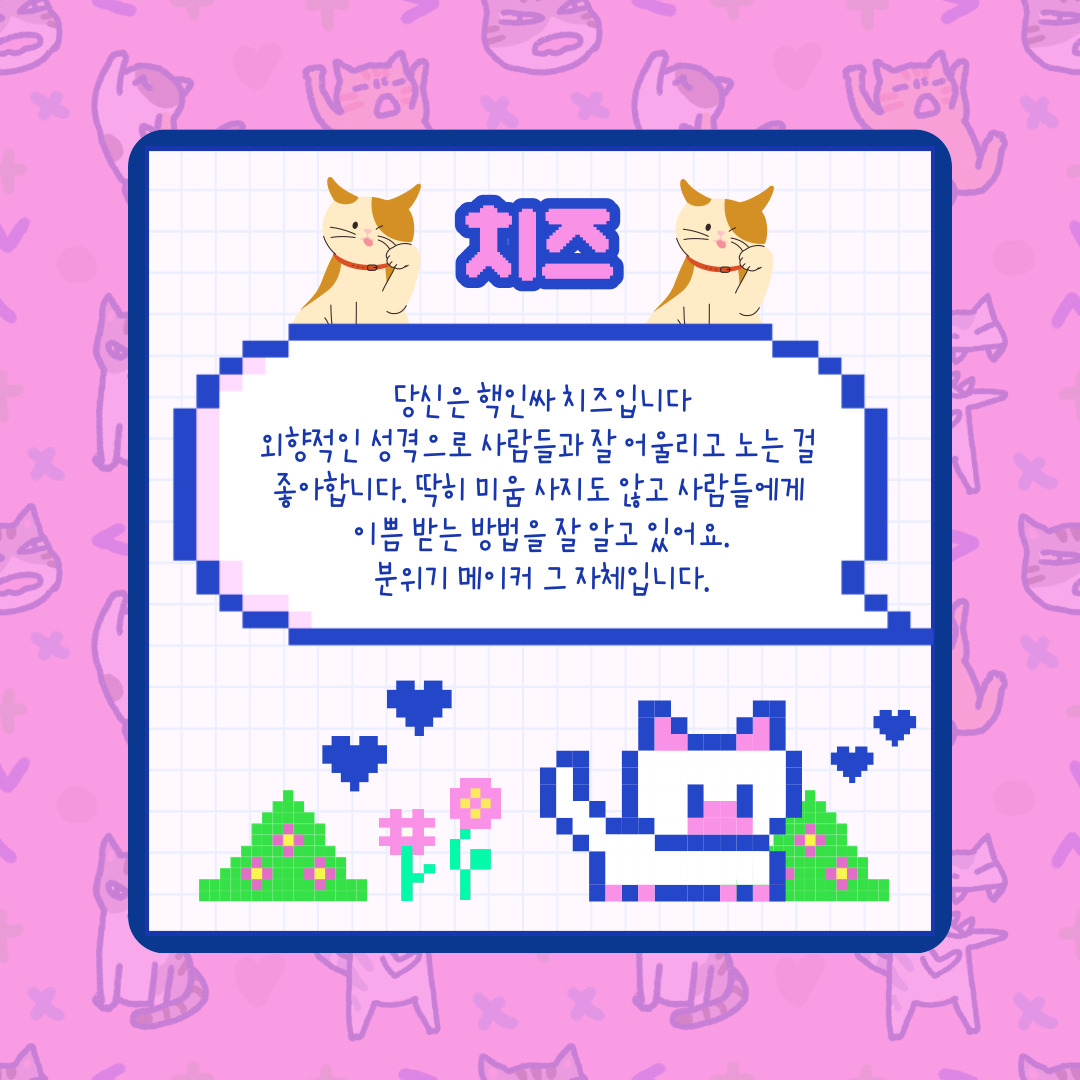 치즈
당신은 핵인싸 치즈입니다
외향적인 성격으로 사람들과 잘 어울리고 노는 걸
좋아합니다. 딱히 미움 사지도 않고 사람들에게
이쁨 받는 방법을 잘 알고 있어요.
분위기 메이커 그 자체입니다.